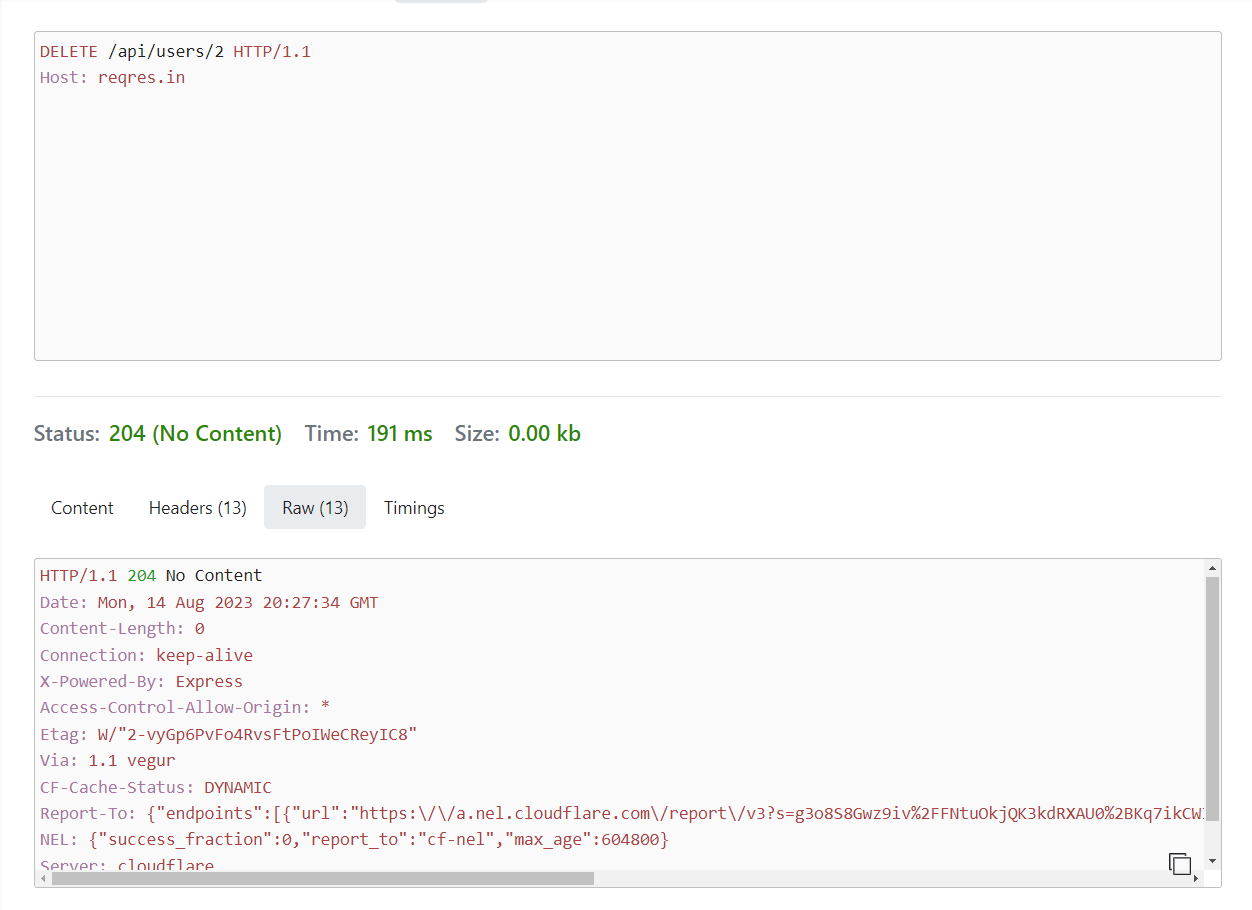 DELETE /api/users/2 HTTP/1.1
Host: reqres.in
Status: 204 (No Content) Time: 191 ms Size: 0.00 kb
Content Headers (13) Raw (13) Timings
HTTP/1.1 204 No Content
Date: Mon, 14 Aug 2023 20:27:34 GMT
Content-Length: 0
Connection: keep-alive
X-Powered-By: Express
Access-Control-Allow-Origin: *
Etag: W/"2-vyGp6PvFo4RvsFtPoIWeCReyIC8"
Via: 1.1 vegur
CF-Cache-Status: DYNAMIC
Report-To: {"endpoints":[{"url":"https:\/\/a.nel.cloudflare.com\/report\/v3?s=g3o8S8Gwz9iv%2FFNtuOkjQK3kdRXAU0%2BKq7ikCW
NEL: {"success_fraction":0,"report_to":"cf-nel","max_age":604800}
Server: cloudflare